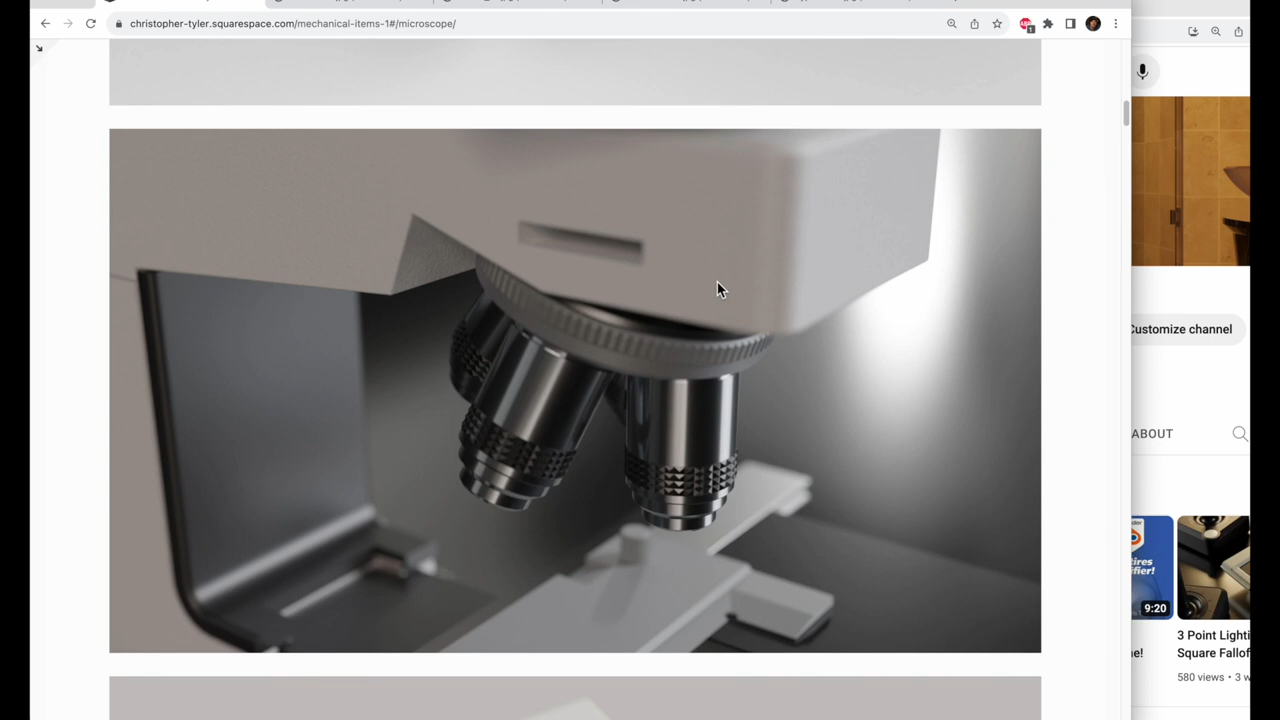 christopher-tyler.squarespace.com/mechanical-items-1#/microscope/
1
Customize channel
ABOUT
9:20
3 Point Lighti
e! Square Fallof
580 views • 3 w